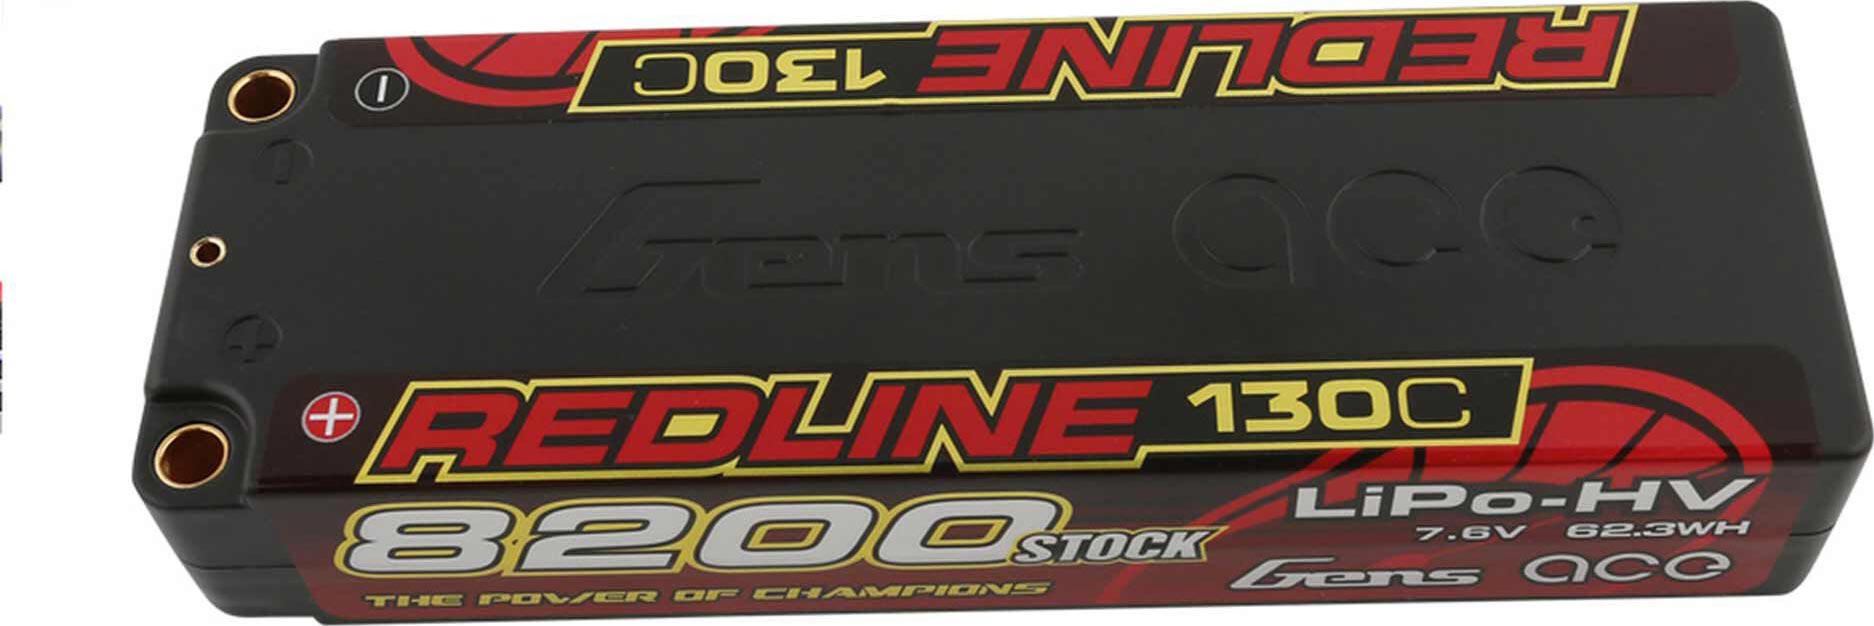 REDLINE 130C
−
−
Gens ace
+
+
REDLINE 130C
8200 STOCK
LiPo-HV
7.6V 62.3WH
THE POWER OF CHAMPIONS
Gens ace